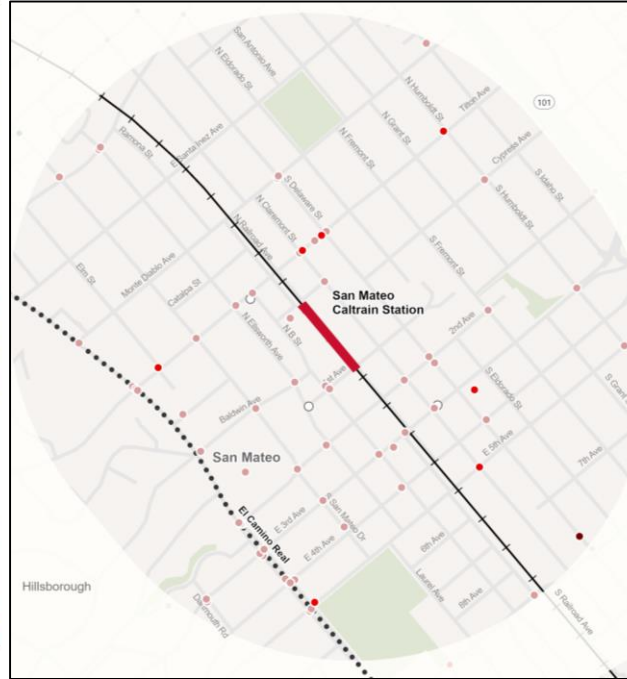 San Antonio Ave
N Eldorado St
N Humboldt St
Tilton Ave
101
Ramona St
E Santa Inez Ave
N Fremont St
N Grant St
Cypress Ave
S Idaho St
S Delaware St
N Claremont St
S Humboldt St
N Railroad Ave
S Fremont St
Monte Diablo Ave
Elm St
Catalpa St
San Mateo
Caltrain Station
2nd Ave
N Ellsworth Ave
N B St
1st Ave
S Eldorado St
S Grant St
Baldwin Ave
San Mateo
E 5th Ave
7th Ave
El Camino Real
E 3rd Ave
San Mateo Dr
E 4th Ave
6th Ave
Laurel Ave
8th Ave
Hillsborough
Dartmouth Rd
S Railroad Ave